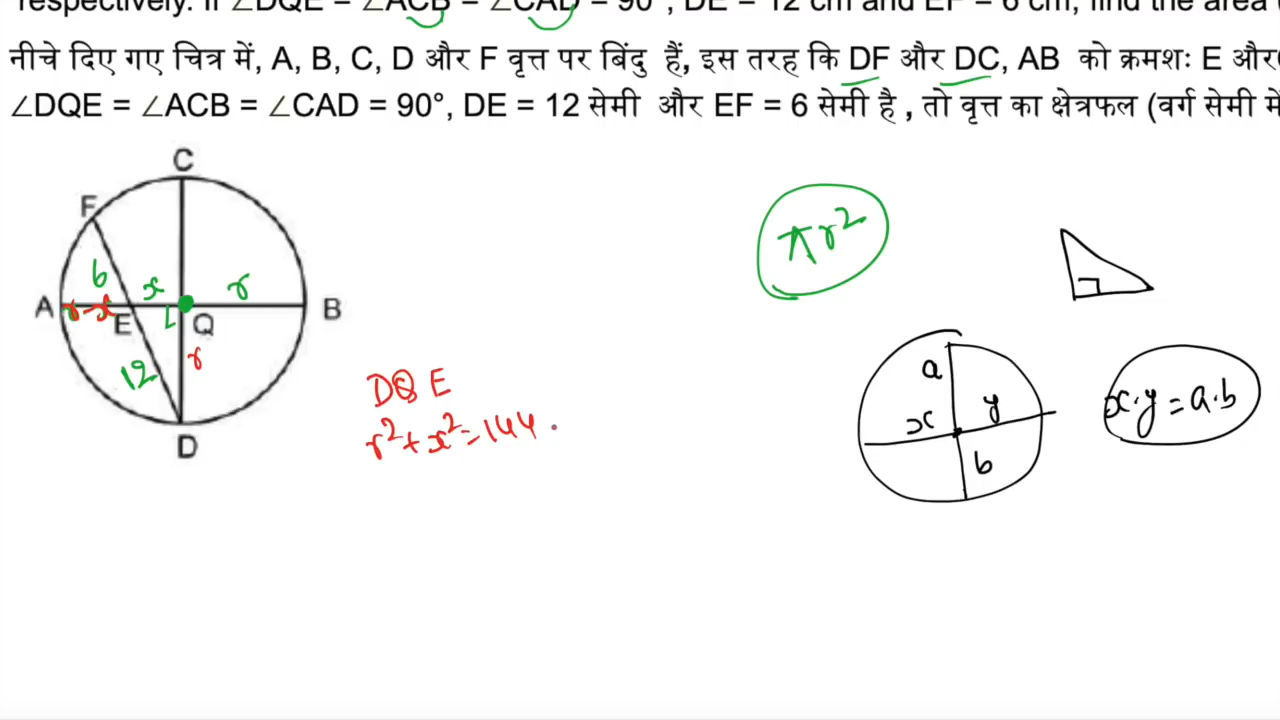 respectively. If ∠DQE = ∠ACB = ∠CAD = 90°, DE = 12 cm and EF = 6 cm, find the area
नीचे दिए गए चित्र में, A, B, C, D और F वृत्त पर बिंदु हैं, इस तरह कि DF और DC, AB को क्रमशः E और
∠DQE = ∠ACB = ∠CAD = 90°, DE = 12 सेमी और EF = 6 सेमी है , तो वृत्त का क्षेत्रफल (वर्ग सेमी में
C
F
πr²
6 x r
A r-x E Q B
12 r
D
DQE
r²+x²=144
a
x y
b
x·y = a·b